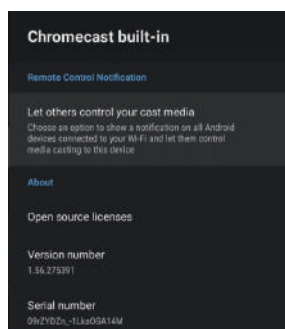 Chromecast built-in
Remote Control Notification
Let others control your cast media
Choose an option to show a notification on all Android
devices connected to your Wi-Fi and let them control
media casting to this device
About
Open source licenses
Version number
1.56.275391
Serial number